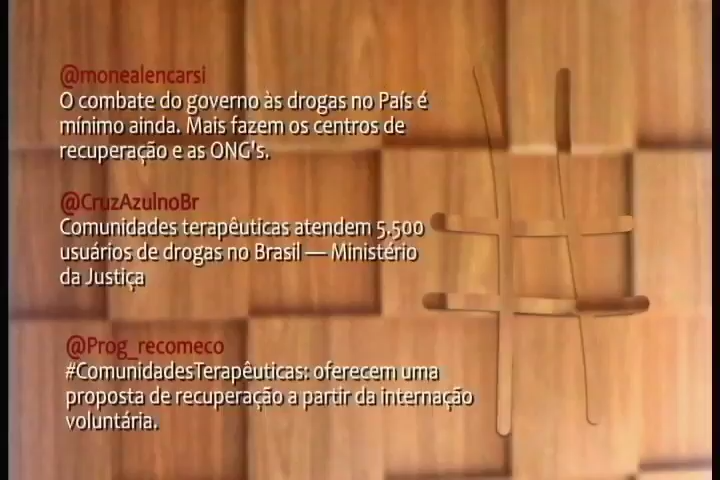 @monealencarsi
O combate do governo às drogas no País é
mínimo ainda. Mais fazem os centros de
recuperação e as ONG's.
@CruzAzulnoBr
Comunidades terapêuticas atendem 5.500
usuários de drogas no Brasil — Ministério
da Justiça
@Prog_recomeco
#ComunidadesTerapêuticas: oferecem uma
proposta de recuperação a partir da internação
voluntária.